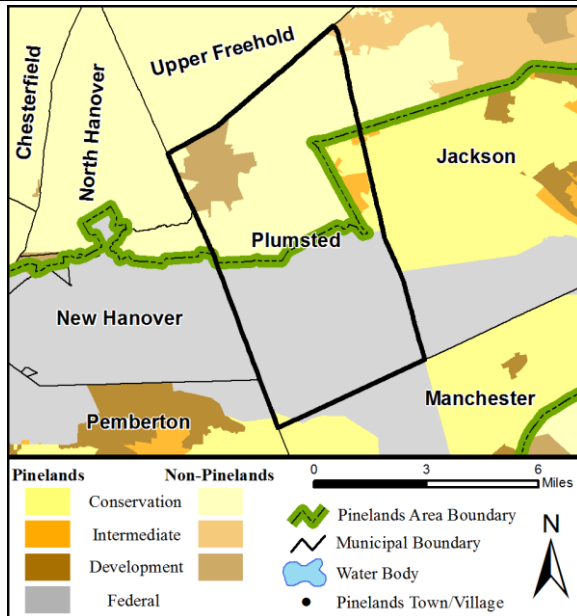 Upper Freehold
Chesterfield
North Hanover
Jackson
Plumsted
New Hanover
Pemberton
Manchester
Pinelands Non-Pinelands
Conservation
Intermediate
Development
Federal
0 3 6
Miles
Pinelands Area Boundary
Municipal Boundary
Water Body
Pinelands Town/Village
N